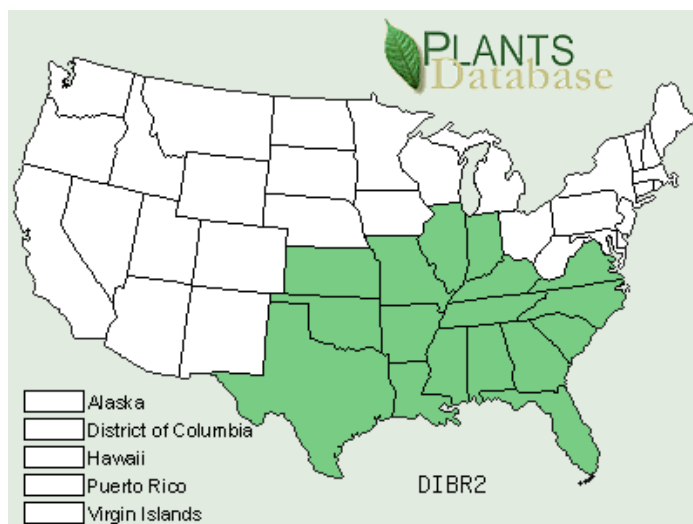 PLANTS
Database
Alaska
District of Columbia
Hawaii
Puerto Rico
Virgin Islands
DIBR2